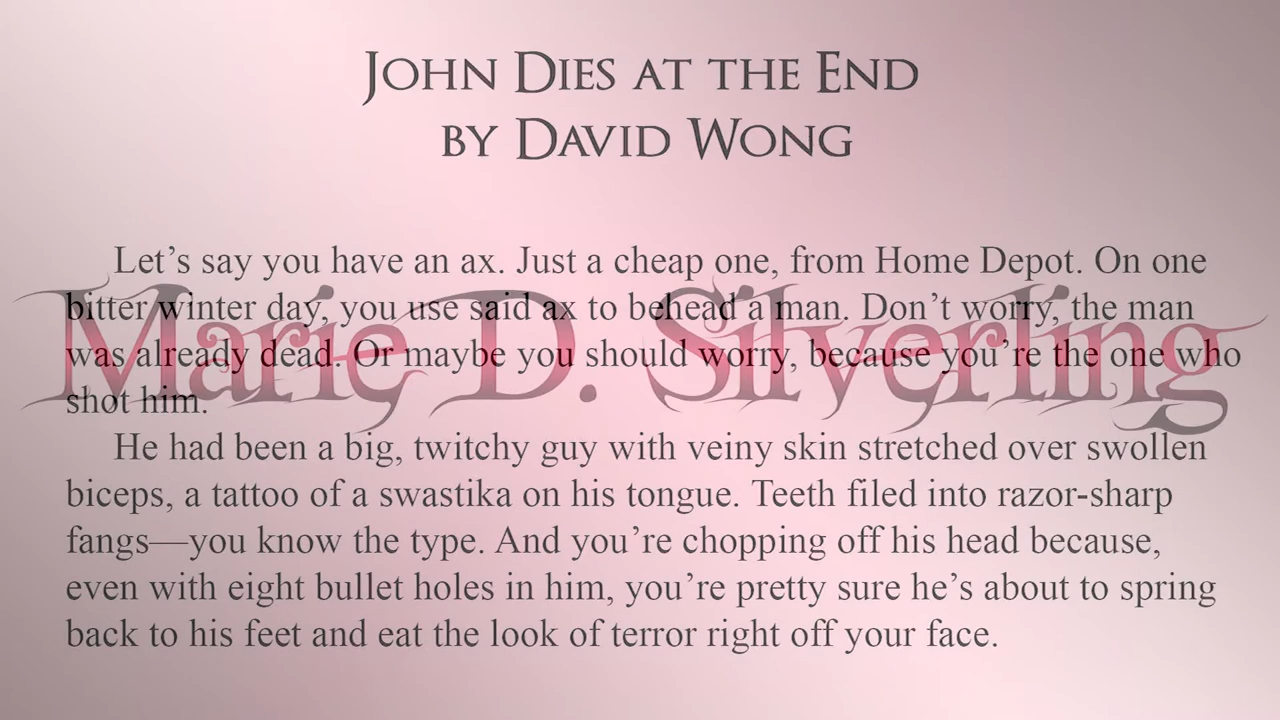 John Dies at the End
by David Wong
Let’s say you have an ax. Just a cheap one, from Home Depot. On one
bitter winter day, you use said ax to behead a man. Don’t worry, the man
Marie D. Silverling
was already dead. Or maybe you should worry, because you’re the one who
shot him.
He had been a big, twitchy guy with veiny skin stretched over swollen
biceps, a tattoo of a swastika on his tongue. Teeth filed into razor-sharp
fangs—you know the type. And you’re chopping off his head because,
even with eight bullet holes in him, you’re pretty sure he’s about to spring
back to his feet and eat the look of terror right off your face.